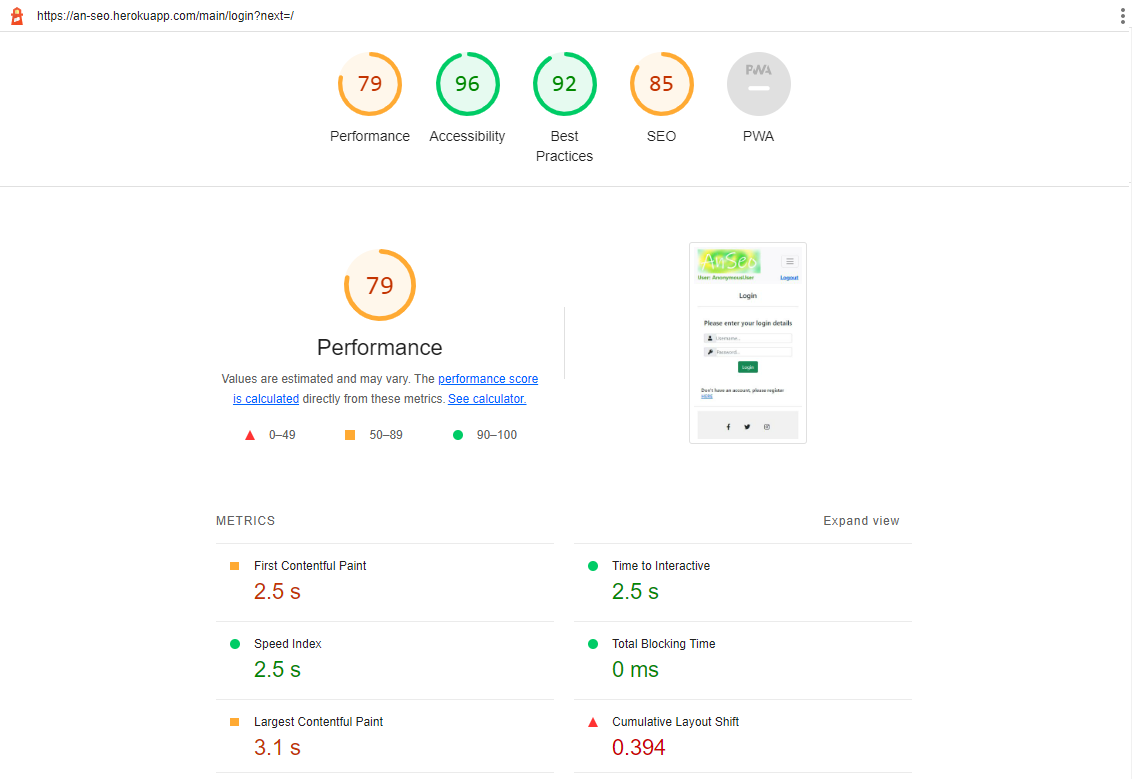 https://an-seo.herokuapp.com/main/login?next=/
79
96
92
85
PWA
Performance
Accessibility
Best
Practices
SEO
PWA
79
Performance
Values are estimated and may vary. The performance score
is calculated directly from these metrics. See calculator.
0–49
50–89
90–100
AnSeo
User: AnonymousUser
Logout
Login
Please enter your login details
Username...
Password...
Login
Don't have an account, please register
HERE
METRICS
Expand view
First Contentful Paint
2.5 s
Time to Interactive
2.5 s
Speed Index
2.5 s
Total Blocking Time
0 ms
Largest Contentful Paint
3.1 s
Cumulative Layout Shift
0.394